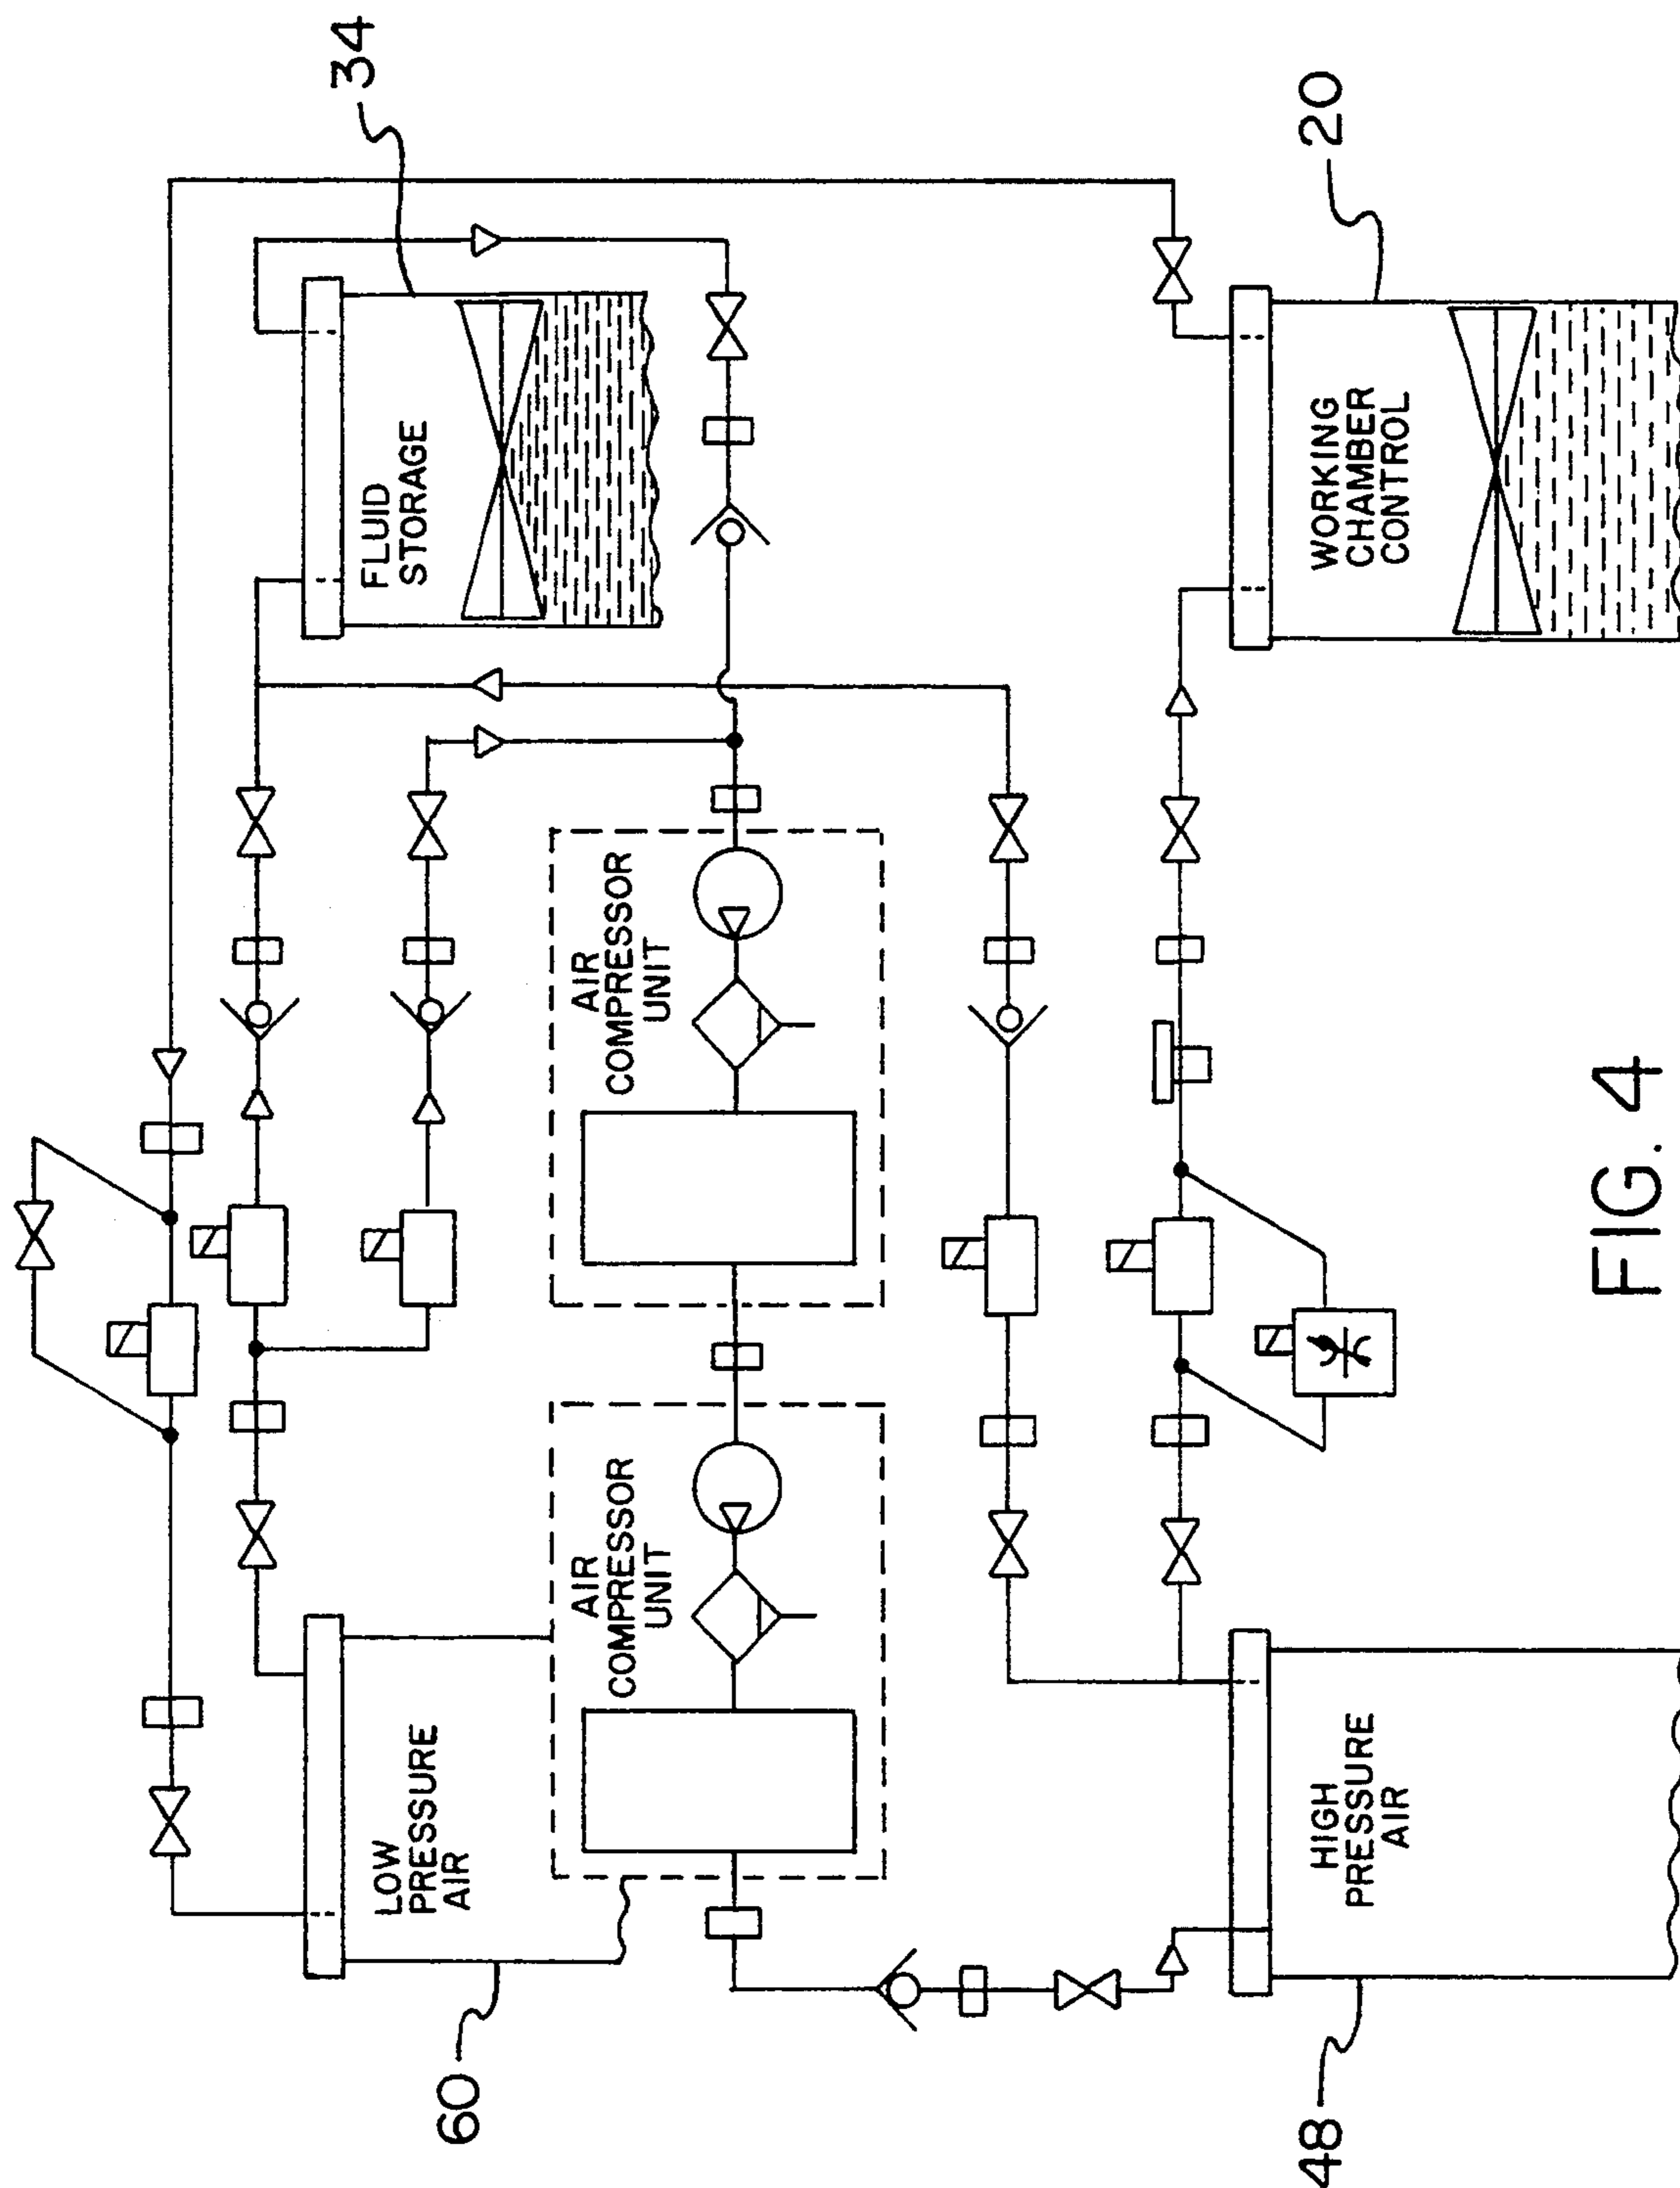 34
FLUID
STORAGE
20
WORKING
CHAMBER
CONTROL
AIR
COMPRESSOR
UNIT
AIR
COMPRESSOR
UNIT
LOW
PRESSURE
AIR
60
HIGH
PRESSURE
AIR
48
FIG. 4